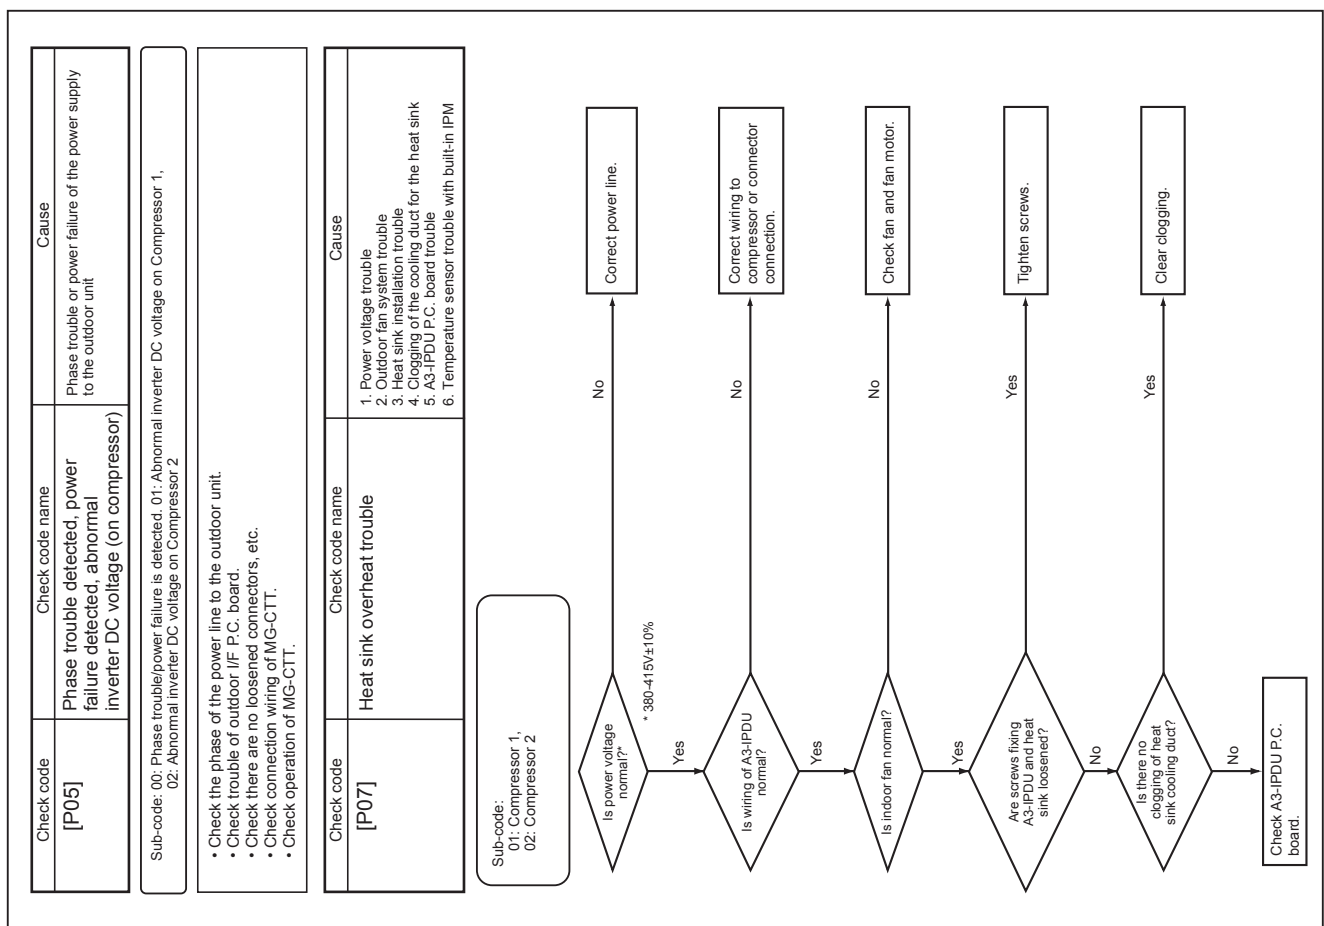 Check code
Check code name
Cause
[P05]
Phase trouble detected, power
failure detected, abnormal
inverter DC voltage (on compressor)
Phase trouble or power failure of the power supply
to the outdoor unit
Sub-code: 00: Phase trouble/power failure is detected. 01: Abnormal inverter DC voltage on Compressor 1,
02: Abnormal inverter DC voltage on Compressor 2
• Check the phase of the power line to the outdoor unit.
• Check trouble of outdoor I/F P.C. board.
• Check there are no loosened connectors, etc.
• Check connection wiring of MG-CTT.
• Check operation of MG-CTT.
Check code
Check code name
Cause
[P07]
Heat sink overheat trouble
1. Power voltage trouble
2. Outdoor fan system trouble
3. Heat sink installation trouble
4. Clogging of the cooling duct for the heat sink
5. A3-IPDU P.C. board trouble
6. Temperature sensor trouble with built-in IPM
Sub-code:
01: Compressor 1,
02: Compressor 2
Is power voltage
normal?*
No
Correct power line.
* 380-415V±10%
Yes
Is wiring of A3-IPDU
normal?
No
Correct wiring to
compressor or connector
connection.
Yes
Is indoor fan normal?
No
Check fan and fan motor.
Yes
Are screws fixing
A3-IPDU and heat
sink loosened?
Yes
Tighten screws.
No
Is there no
clogging of heat
sink cooling duct?
Yes
Clear clogging.
No
Check A3-IPDU P.C.
board.